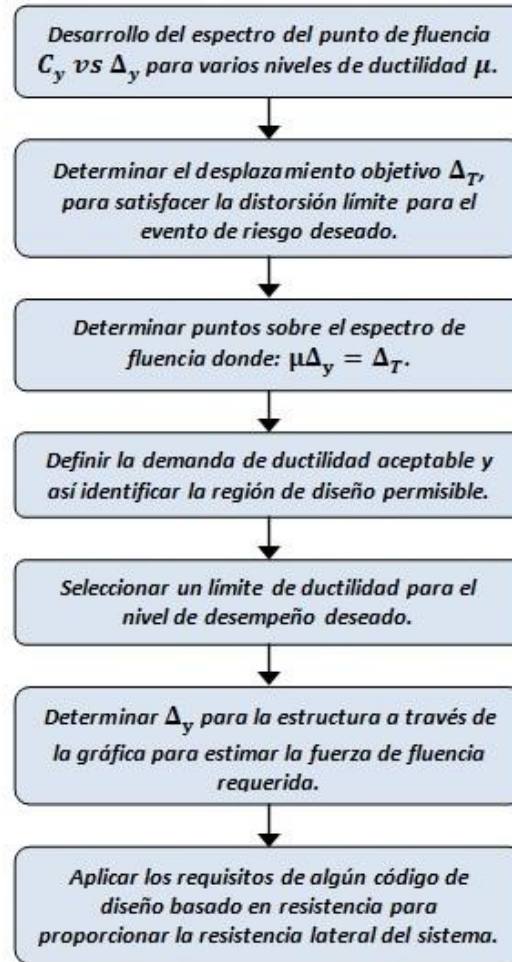 Desarrollo del espectro del punto de fluencia
C_y vs Δ_y para varios niveles de ductilidad μ.
Determinar el desplazamiento objetivo Δ_T,
para satisfacer la distorsión límite para el
evento de riesgo deseado.
Determinar puntos sobre el espectro de
fluencia donde: μΔ_y = Δ_T.
Definir la demanda de ductilidad aceptable y
así identificar la región de diseño permisible.
Seleccionar un límite de ductilidad para el
nivel de desempeño deseado.
Determinar Δ_y para la estructura a través de
la gráfica para estimar la fuerza de fluencia
requerida.
Aplicar los requisitos de algún código de
diseño basado en resistencia para
proporcionar la resistencia lateral del sistema.